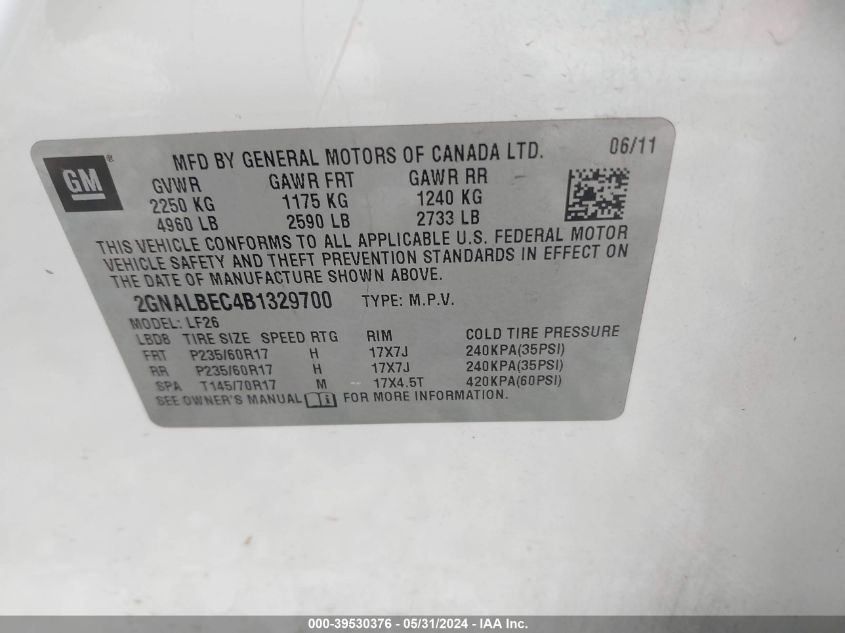 GM®
MFD BY GENERAL MOTORS OF CANADA LTD. 06/11
GVWR GAWR FRT GAWR RR
2250 KG 1175 KG 1240 KG
4960 LB 2590 LB 2733 LB
THIS VEHICLE CONFORMS TO ALL APPLICABLE U.S. FEDERAL MOTOR
VEHICLE SAFETY AND THEFT PREVENTION STANDARDS IN EFFECT ON
THE DATE OF MANUFACTURE SHOWN ABOVE.
2GNALBEC4B1329700 TYPE: M.P.V.
MODEL: LF26
LBDB TIRE SIZE SPEED RTG RIM COLD TIRE PRESSURE
FRT P235/60R17 H 17X7J 240KPA(35PSI)
RR P235/60R17 H 17X7J 240KPA(35PSI)
SPA T145/70R17 M 17X4.5T 420KPA(60PSI)
SEE OWNER'S MANUAL i FOR MORE INFORMATION.
000-39530376 - 05/31/2024 - IAA Inc.